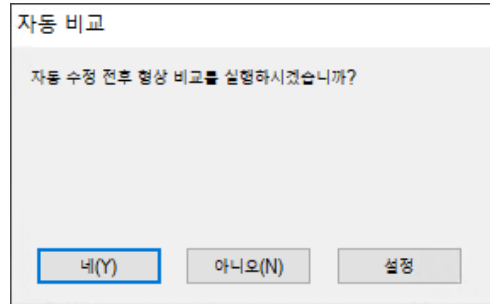 자동 비교
자동 수정 전후 형상 비교를 실행하시겠습니까?
네(Y)
아니오(N)
설정